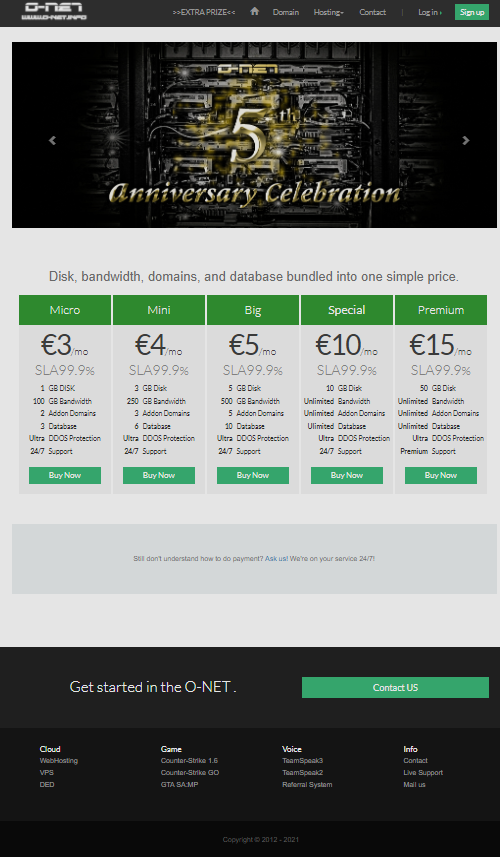 O-NET
WWW.O-NET.INFO
>>EXTRA PRIZE<< Domain Hosting Contact | Log in › Sign up
O-NET
5th
Anniversary Celebration
Disk, bandwidth, domains, and database bundled into one simple price.
Micro
€3/mo
SLA99.9%
1 GB DISK
100 GB Bandwidth
2 Addon Domains
3 Database
Ultra DDOS Protection
24/7 Support
Buy Now
Mini
€4/mo
SLA99.9%
3 GB Disk
250 GB Bandwidth
3 Addon Domains
6 Database
Ultra DDOS Protection
24/7 Support
Buy Now
Big
€5/mo
SLA99.9%
5 GB Disk
500 GB Bandwidth
5 Addon Domains
10 Database
Ultra DDOS Protection
24/7 Support
Buy Now
Special
€10/mo
SLA99.9%
10 GB Disk
Unlimited Bandwidth
Unlimited Addon Domains
Ulimited Database
Ultra DDOS Protection
24/7 Support
Buy Now
Premium
€15/mo
SLA99.9%
50 GB Disk
Unlimited Bandwidth
Unlimited Addon Domains
Unlimited Database
Ultra DDOS Protection
Premium Support
Buy Now
Still don't understand how to do payment? Ask us! We're on your service 24/7!
Get started in the O-NET .
Contact US
Cloud
WebHosting
VPS
DED
Game
Counter-Strike 1.6
Counter-Strike GO
GTA SA:MP
Voice
TeamSpeak3
TeamSpeak2
Referral System
Info
Contact
Live Support
Mail us
Copyright © 2012 - 2021